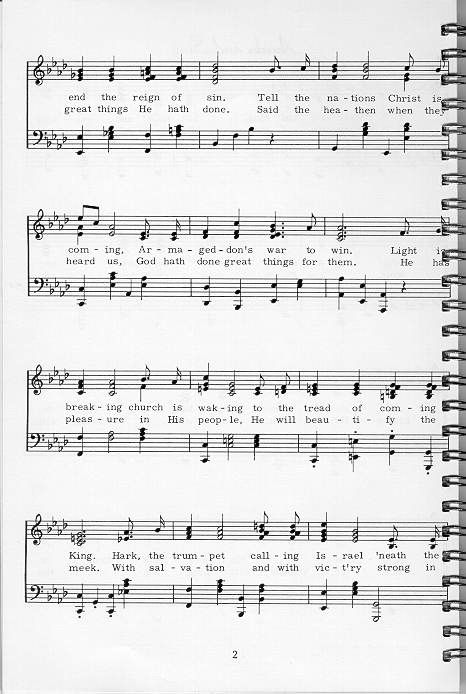 end the reign of sin. Tell the na - tions Christ is
great things He hath done. Said the hea - then when they
com - ing, Ar - ma - ged - don's war to win. Light is
heard us, God hath done great things for them. He has
break - ing church is wak - ing to the tread of com - ing
pleas - ure in His peop - le, He will beau - ti - fy the
King. Hark, the trum - pet call - ing Is - rael 'neath the
meek. With sal - va - tion and with vic - t'ry strong in
2